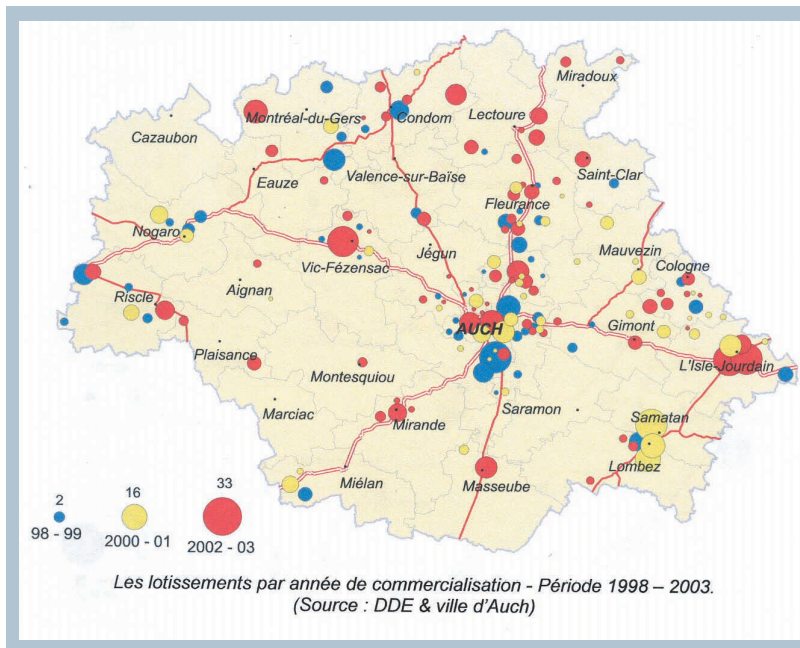 Miradoux
Montréal-du-Gers
Condom
Lectoure
Cazaubon
Saint-Clar
Eauze
Valence-sur-Baïse
Fleurance
Nogaro
Jégun
Mauvezin
Vic-Fézensac
Cologne
Riscle
Aignan
AUCH
Gimont
Plaisance
Montesquiou
L'Isle-Jourdain
Marciac
Mirande
Saramon
Samatan
Lombez
Miélan
Masseube
2
16
33
98 - 99
2000 - 01
2002 - 03
Les lotissements par année de commercialisation - Période 1998 – 2003.
(Source : DDE & ville d'Auch)